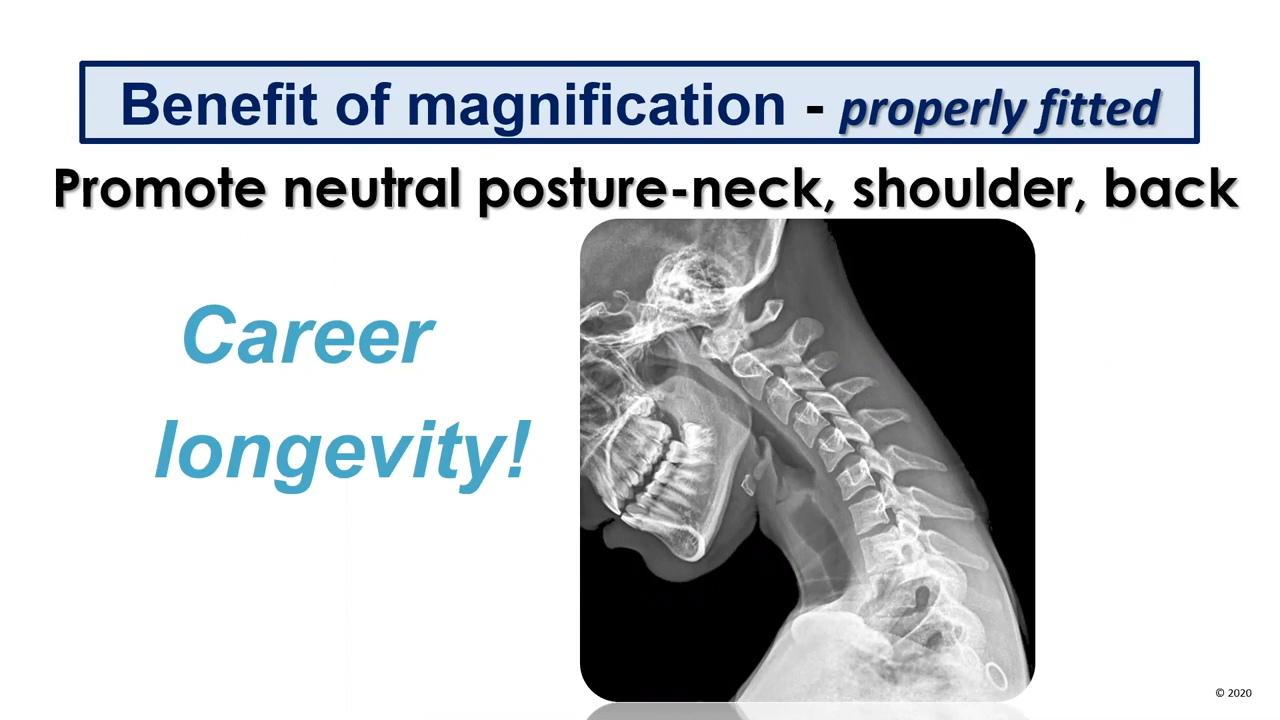 Benefit of magnification - properly fitted
Promote neutral posture-neck, shoulder, back
Career
longevity!
© 2020